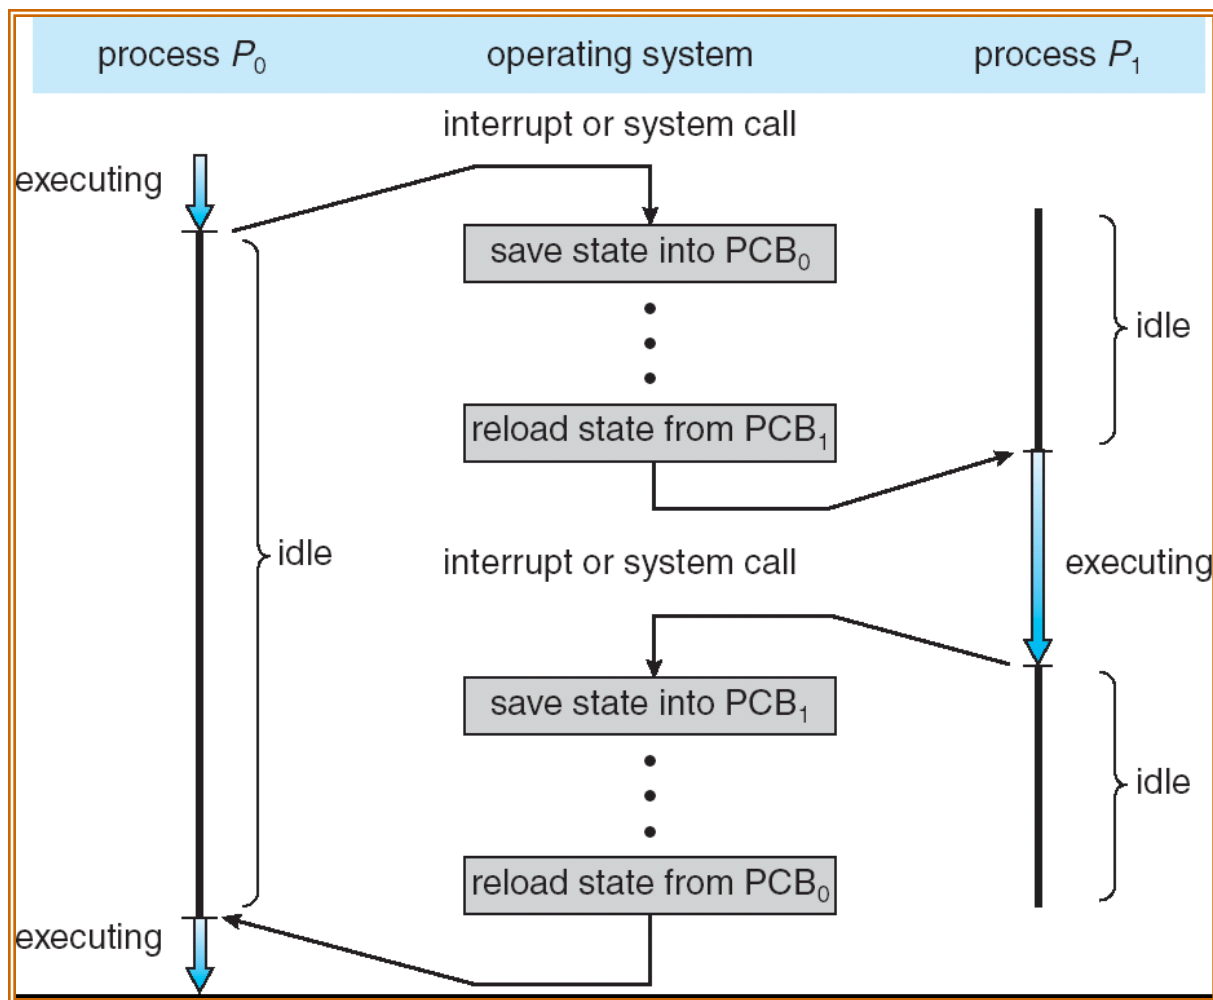 process P₀ operating system process P₁
interrupt or system call
executing
save state into PCB₀
idle
reload state from PCB₁
idle
interrupt or system call
executing
save state into PCB₁
idle
reload state from PCB₀
executing